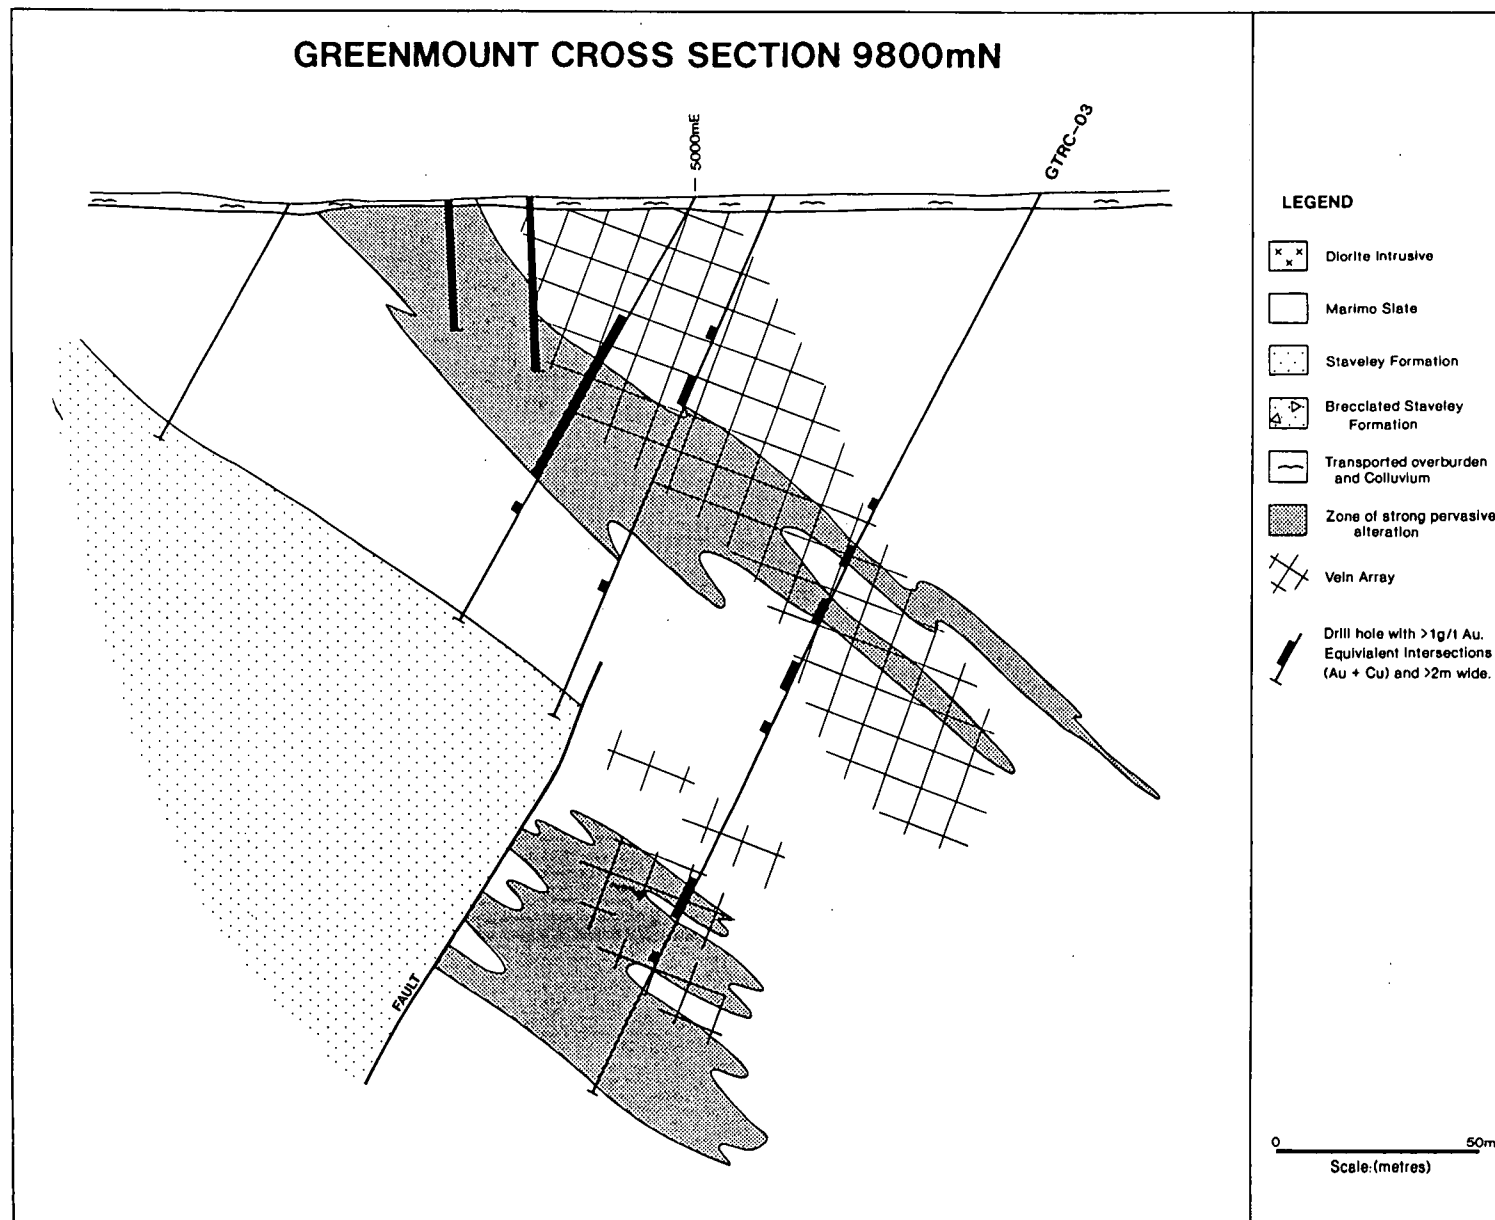 GREENMOUNT CROSS SECTION 9800mN
5000mE
GTRC-03
FAULT
LEGEND
Diorite Intrusive
Marimo Slate
Staveley Formation
Brecciated Staveley
Formation
Transported overburden
and Colluvium
Zone of strong pervasive
alteration
Vein Array
Drill hole with >1g/t Au.
Equivialent Intersections
(Au + Cu) and >2m wide.
0 50m
Scale:(metres)